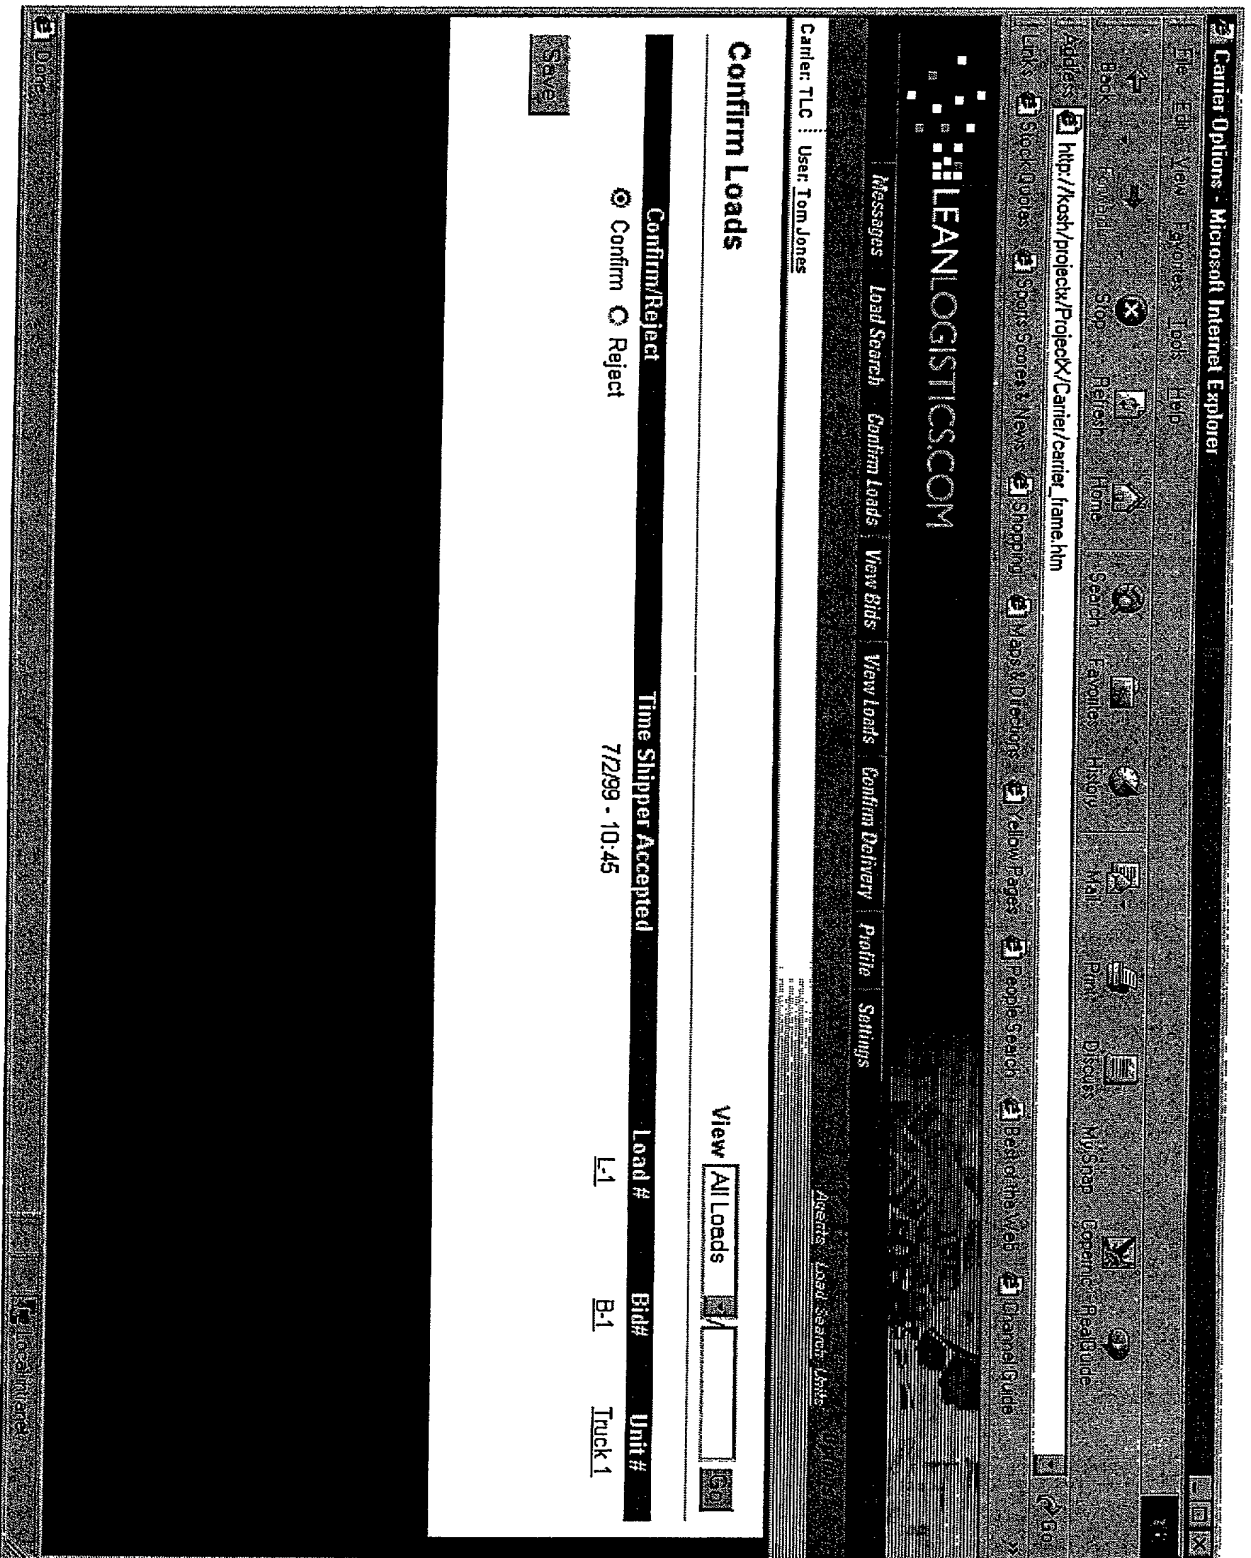 Carrier Options - Microsoft Internet Explorer
File Edit View Favorites Tools Help
Back Forward Stop Refresh Home Search Favorites History Mail Print Discuss MySnap Copernic RealGuide
Address http://kosh/projectx/ProjectX/Carrier/carrier_frame.htm Go
Links Stock Quotes Sports Scores & News Shopping Maps & Directions Yellow Pages People Search Best of the Web Channel Guide
LEANLOGISTICS.COM
Messages Load Search Confirm Loads View Bids View Loads Confirm Delivery Profile Settings
Agents Load Search Units
Carrier: TLC User: Tom Jones
Confirm Loads View All Loads Go
Confirm/Reject Time Shipper Accepted Load # Bid# Unit #
Confirm Reject 7/2/99 - 10:45 L-1 B-1 Truck 1
Save
Done Local intranet